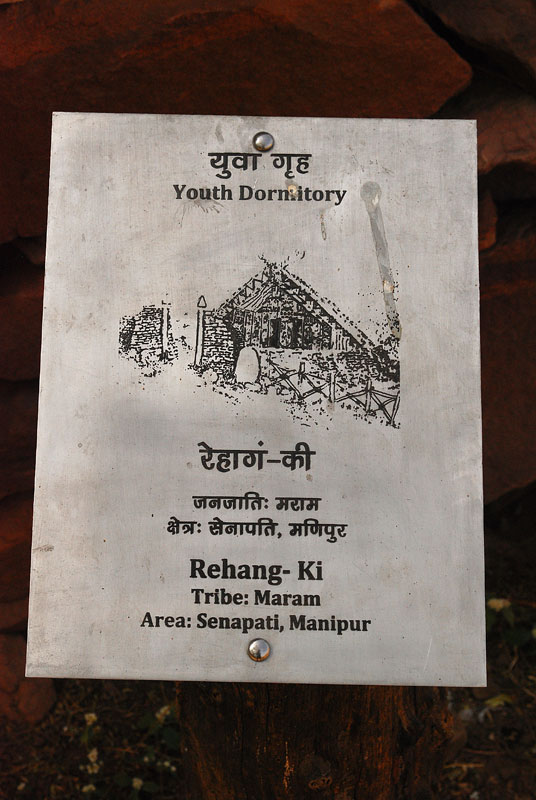 युवा गृह
Youth Dormitory
रेहागं-की
जनजातिः मराम
क्षेत्रः सेनापति, मणिपुर
Rehang- Ki
Tribe: Maram
Area: Senapati, Manipur